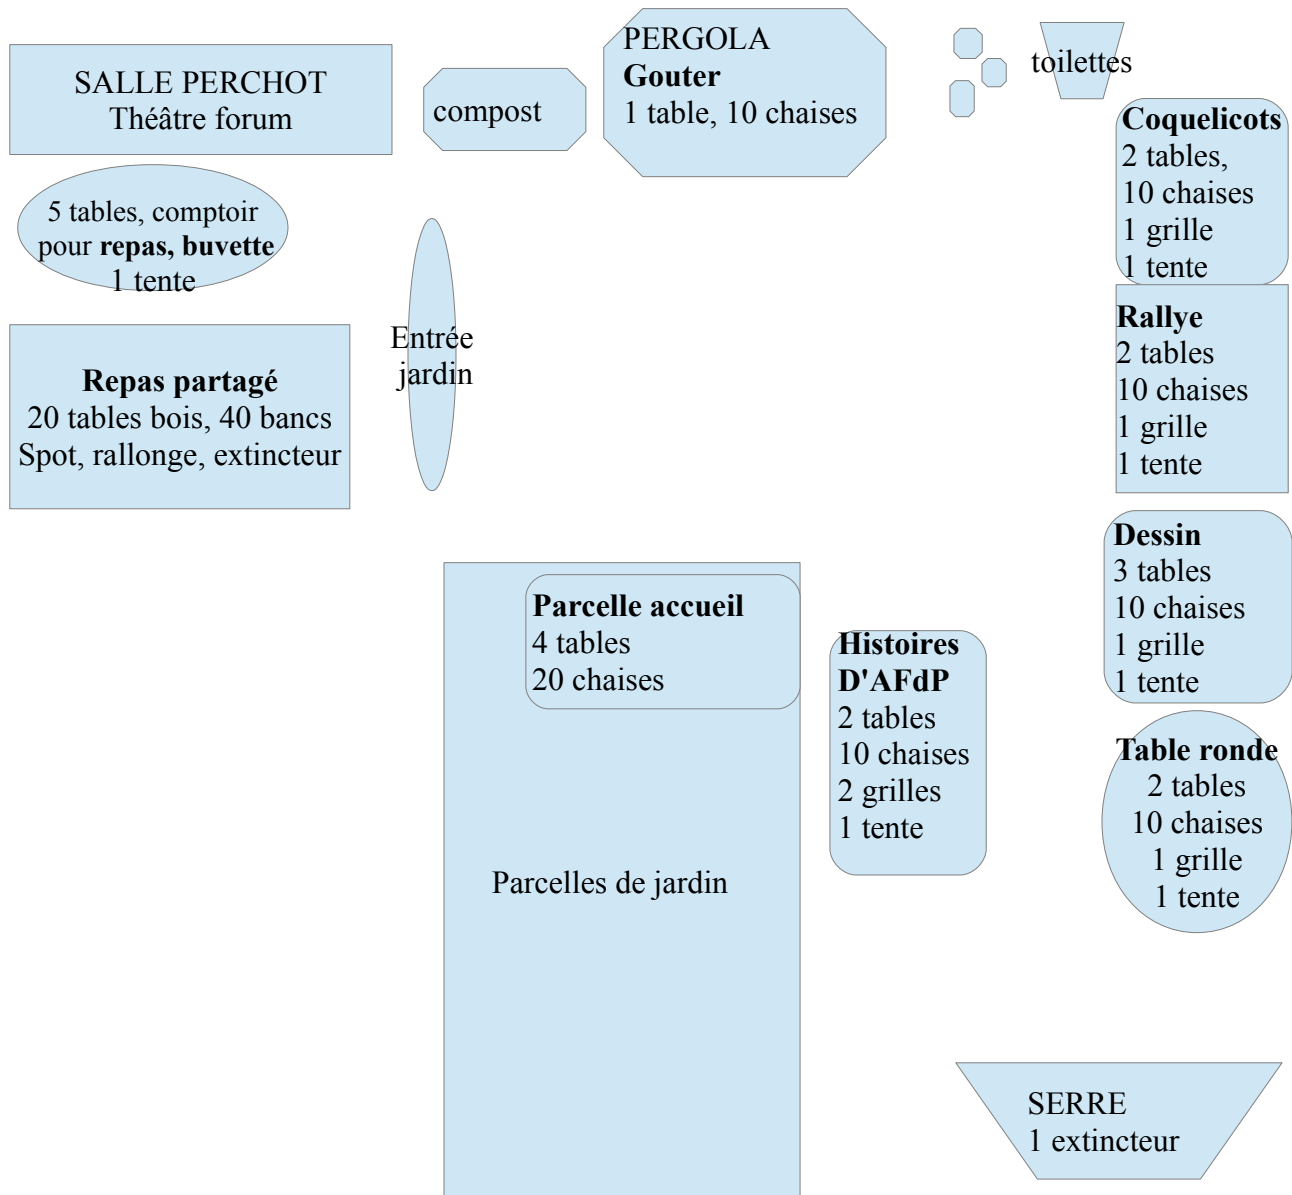 SALLE PERCHOT
Théâtre forum
compost
PERGOLA
Gouter
1 table, 10 chaises
toilettes
Coquelicots
2 tables,
10 chaises
1 grille
1 tente
5 tables, comptoir
pour repas, buvette
1 tente
Entrée
jardin
Rallye
2 tables
10 chaises
1 grille
1 tente
Repas partagé
20 tables bois, 40 bancs
Spot, rallonge, extincteur
Dessin
3 tables
10 chaises
1 grille
1 tente
Parcelle accueil
4 tables
20 chaises
Histoires
D'AFdP
2 tables
10 chaises
2 grilles
1 tente
Table ronde
2 tables
10 chaises
1 grille
1 tente
Parcelles de jardin
SERRE
1 extincteur